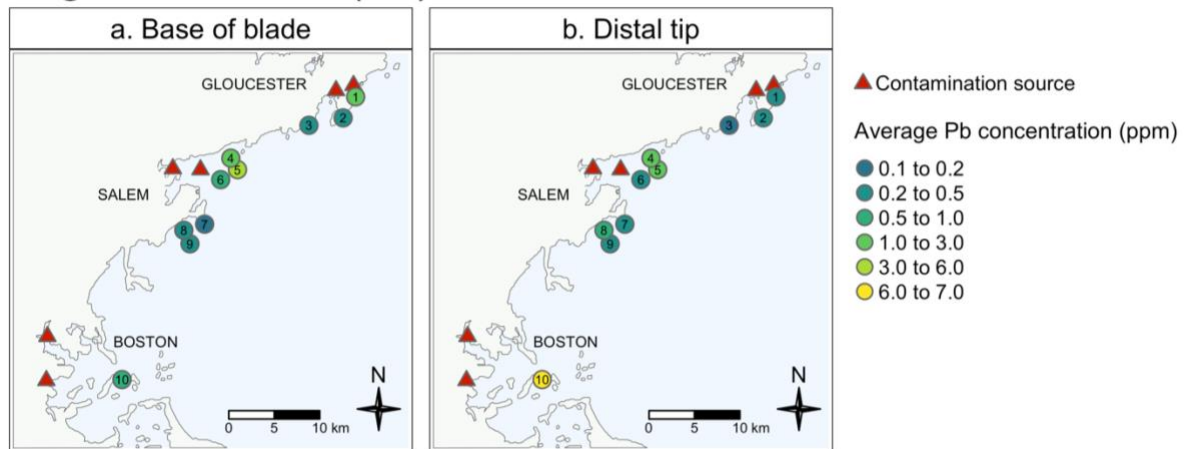 a. Base of blade
GLOUCESTER
1
2
3
4
5
6
SALEM
7
8
9
BOSTON
10
N
0 5 10 km
b. Distal tip
GLOUCESTER
1
2
3
4
5
6
SALEM
7
8
9
BOSTON
10
N
0 5 10 km
Contamination source
Average Pb concentration (ppm)
0.1 to 0.2
0.2 to 0.5
0.5 to 1.0
1.0 to 3.0
3.0 to 6.0
6.0 to 7.0